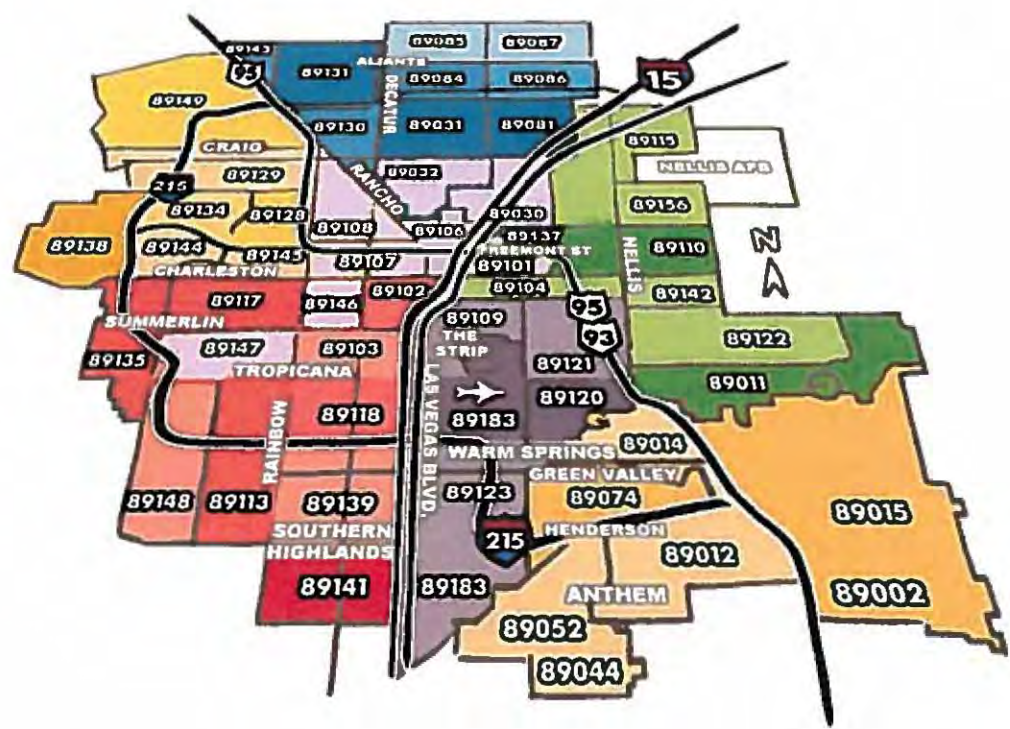 89143
95
89085
89087
ALIANTE
89131
89084
89086
DECATUR
15
89149
89130
89031
89081
89115
CRAIG
NELLIS AFB
89129
89032
RANCHO
215
89134
89128
89030
89156
89138
89144
89145
89108
89106
89137
FREEMONT ST
89110
NELLIS
N
89107
89101
CHARLESTON
89117
89146
89102
89104
89142
95
93
SUMMERLIN
89109
THE
STRIP
89122
89135
89147
89103
89121
89011
TROPICANA
89120
89118
89183
LAS VEGAS BLVD.
RAINBOW
89014
WARM SPRINGS
GREEN VALLEY
89148
89113
89139
89123
89074
89015
SOUTHERN
HIGHLANDS
215
HENDERSON
89012
89141
89183
ANTHEM
89002
89052
89044